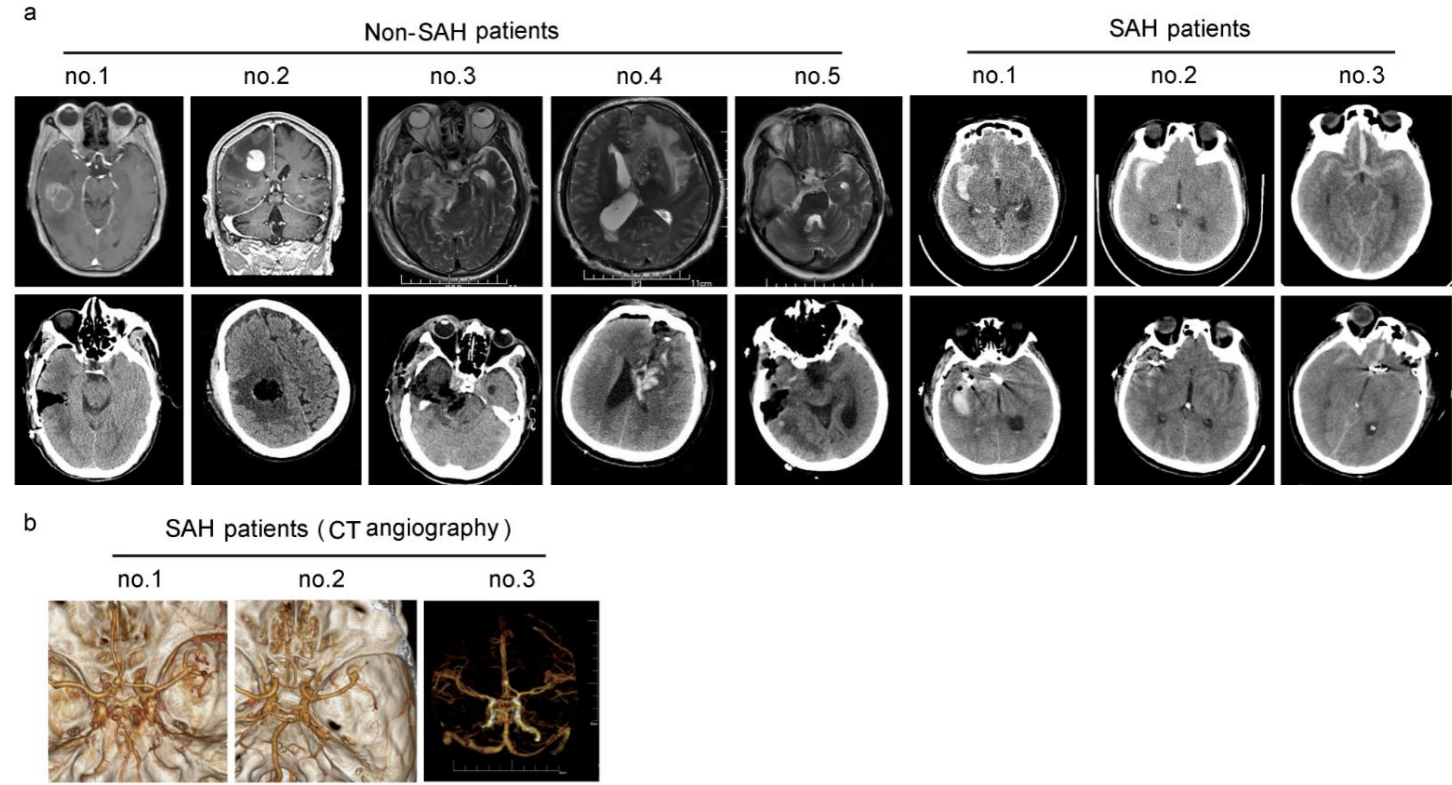 a
Non-SAH patients
SAH patients
no.1 no.2 no.3 no.4 no.5 no.1 no.2 no.3
11cm
b
SAH patients ( CT angiography )
no.1 no.2 no.3